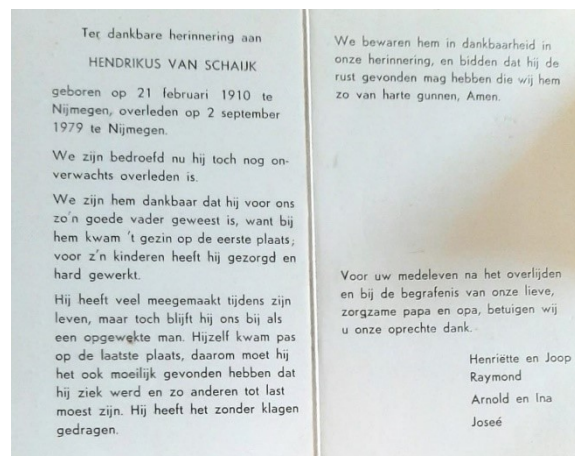 Ter dankbare herinnering aan
HENDRIKUS VAN SCHAIJK
geboren op 21 februari 1910 te
Nijmegen, overleden op 2 september
1979 te Nijmegen.
We zijn bedroefd nu hij toch nog on-
verwachts overleden is.
We zijn hem dankbaar dat hij voor ons
zo'n goede vader geweest is, want bij
hem kwam 't gezin op de eerste plaats;
voor z'n kinderen heeft hij gezorgd en
hard gewerkt.
Hij heeft veel meegemaakt tijdens zijn
leven, maar toch blijft hij ons bij als
een opgewekte man. Hijzelf kwam pas
op de laatste plaats, daarom moet hij
het ook moeilijk gevonden hebben dat
hij ziek werd en zo anderen tot last
moest zijn. Hij heeft het zonder klagen
gedragen.
We bewaren hem in dankbaarheid in
onze herinnering, en bidden dat hij de
rust gevonden mag hebben die wij hem
zo van harte gunnen, Amen.
Voor uw medeleven na het overlijden
en bij de begrafenis van onze lieve,
zorgzame papa en opa, betuigen wij
u onze oprechte dank.
Henriëtte en Joop
Raymond
Arnold en Ina
Joseé